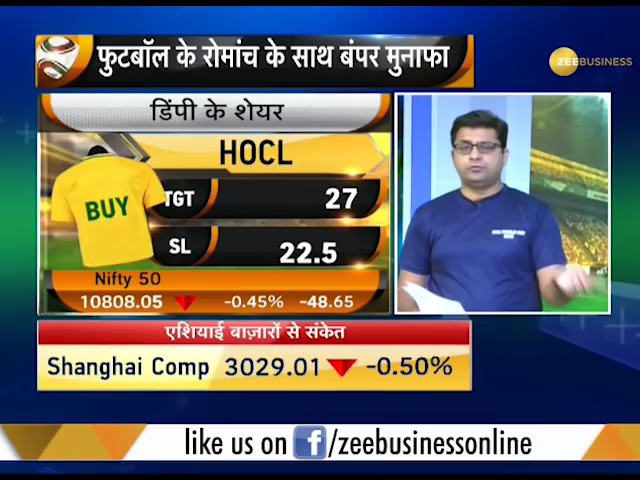 फुटबॉल के रोमांच के साथ बंपर मुनाफा
ZEEBUSINESS
डिंपी के शेयर
HOCL
BUY
TGT 27
SL 22.5
Nifty 50
10808.05 -0.45% -48.65
एशियाई बाज़ारों से संकेत
Shanghai Comp 3029.01 -0.50%
like us on f/zeebusinessonline